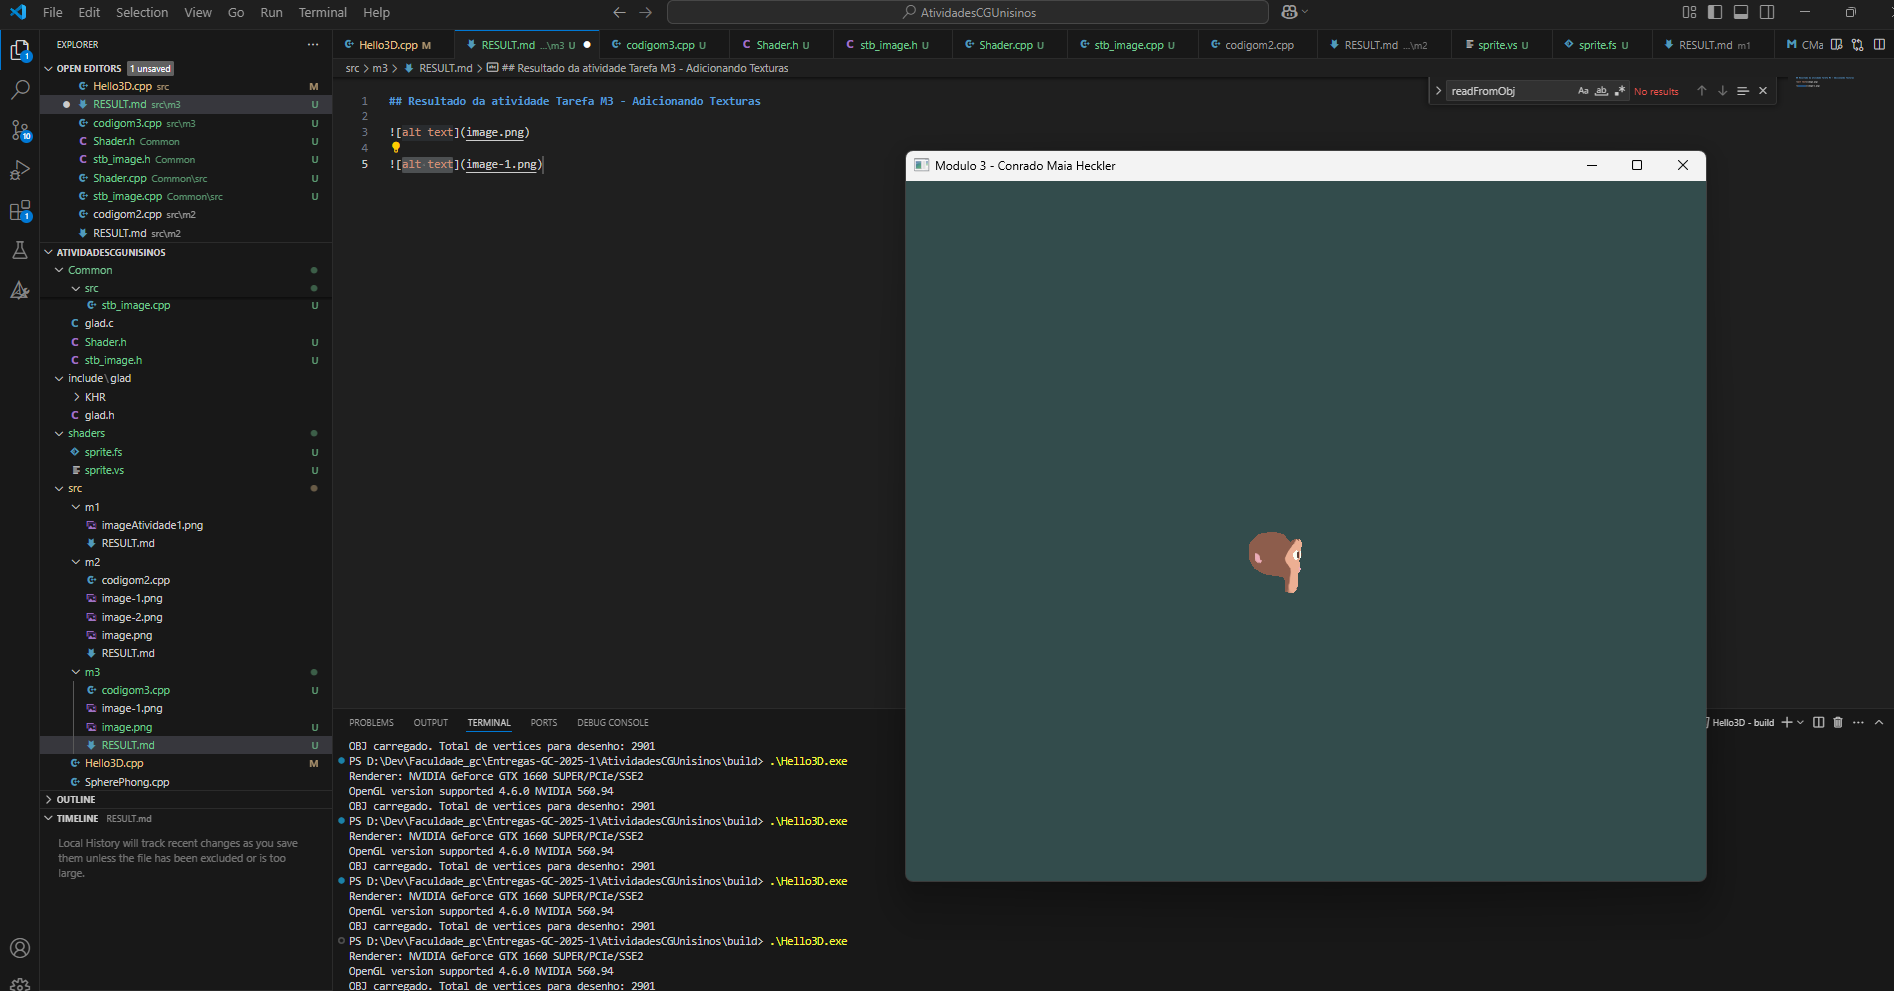 File Edit Selection View Go Run Terminal Help
AtividadesCGUnisinos
EXPLORER
OPEN EDITORS 1 unsaved
Hello3D.cpp src M
RESULT.md src\m3 U
codigom3.cpp src\m3 U
Shader.h Common U
stb_image.h Common U
Shader.cpp Common\src U
stb_image.cpp Common\src U
codigom2.cpp src\m2
RESULT.md src\m2
ATIVIDADESCGUNISINOS
Common
src
stb_image.cpp U
glad.c
Shader.h U
stb_image.h U
include\glad
KHR
glad.h
shaders
sprite.fs U
sprite.vs U
src
m1
imageAtividade1.png
RESULT.md
m2
codigom2.cpp
image-1.png
image-2.png
image.png
RESULT.md
m3
codigom3.cpp U
image-1.png
image.png U
RESULT.md U
Hello3D.cpp M
SpherePhong.cpp
OUTLINE
TIMELINE RESULT.md
Local History will track recent changes as you save
them unless the file has been excluded or is too
large.
1
10
1
Hello3D.cpp M RESULT.md ...\m3 U codigom3.cpp U Shader.h U stb_image.h U Shader.cpp U stb_image.cpp U codigom2.cpp RESULT.md ...\m2 sprite.vs U sprite.fs U RESULT.md m1 CMa
src > m3 > RESULT.md > ## Resultado da atividade Tarefa M3 - Adicionando Texturas
1 ## Resultado da atividade Tarefa M3 - Adicionando Texturas
2
3 ![alt text](image.png)
4
5 ![alt text](image-1.png)
readFromObj Aa ab .* No results
Modulo 3 - Conrado Maia Heckler
PROBLEMS OUTPUT TERMINAL PORTS DEBUG CONSOLE
Hello3D - build
OBJ carregado. Total de vertices para desenho: 2901
PS D:\Dev\Faculdade_gc\Entregas-GC-2025-1\AtividadesCGUnisinos\build> .\Hello3D.exe
Renderer: NVIDIA GeForce GTX 1660 SUPER/PCIe/SSE2
OpenGL version supported 4.6.0 NVIDIA 560.94
OBJ carregado. Total de vertices para desenho: 2901
PS D:\Dev\Faculdade_gc\Entregas-GC-2025-1\AtividadesCGUnisinos\build> .\Hello3D.exe
Renderer: NVIDIA GeForce GTX 1660 SUPER/PCIe/SSE2
OpenGL version supported 4.6.0 NVIDIA 560.94
OBJ carregado. Total de vertices para desenho: 2901
PS D:\Dev\Faculdade_gc\Entregas-GC-2025-1\AtividadesCGUnisinos\build> .\Hello3D.exe
Renderer: NVIDIA GeForce GTX 1660 SUPER/PCIe/SSE2
OpenGL version supported 4.6.0 NVIDIA 560.94
OBJ carregado. Total de vertices para desenho: 2901
PS D:\Dev\Faculdade_gc\Entregas-GC-2025-1\AtividadesCGUnisinos\build> .\Hello3D.exe
Renderer: NVIDIA GeForce GTX 1660 SUPER/PCIe/SSE2
OpenGL version supported 4.6.0 NVIDIA 560.94
OBJ carregado. Total de vertices para desenho: 2901